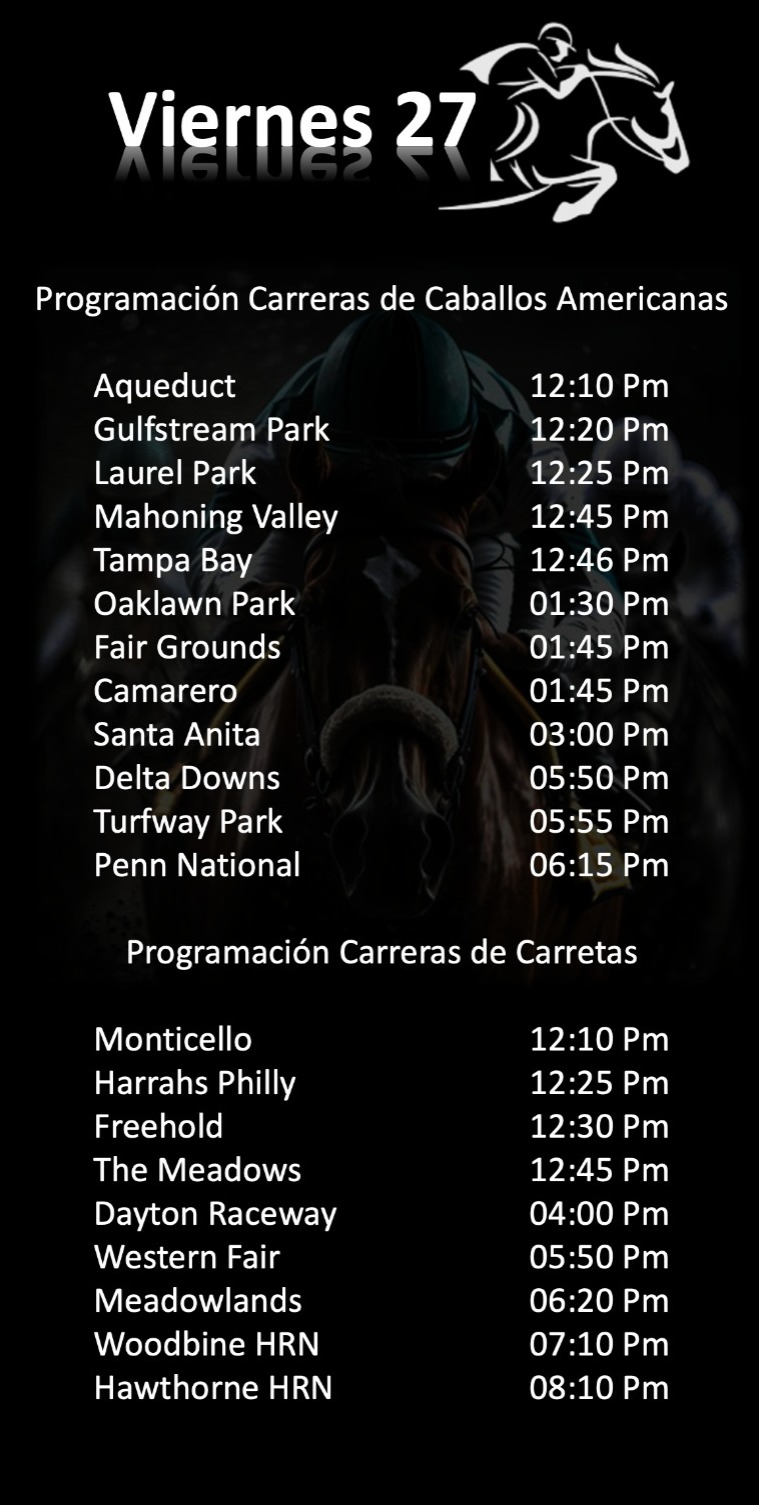 Viernes 27
Programación Carreras de Caballos Americanas
Aqueduct 12:10 Pm
Gulfstream Park 12:20 Pm
Laurel Park 12:25 Pm
Mahoning Valley 12:45 Pm
Tampa Bay 12:46 Pm
Oaklawn Park 01:30 Pm
Fair Grounds 01:45 Pm
Camarero 01:45 Pm
Santa Anita 03:00 Pm
Delta Downs 05:50 Pm
Turfway Park 05:55 Pm
Penn National 06:15 Pm
Programación Carreras de Carretas
Monticello 12:10 Pm
Harrahs Philly 12:25 Pm
Freehold 12:30 Pm
The Meadows 12:45 Pm
Dayton Raceway 04:00 Pm
Western Fair 05:50 Pm
Meadowlands 06:20 Pm
Woodbine HRN 07:10 Pm
Hawthorne HRN 08:10 Pm